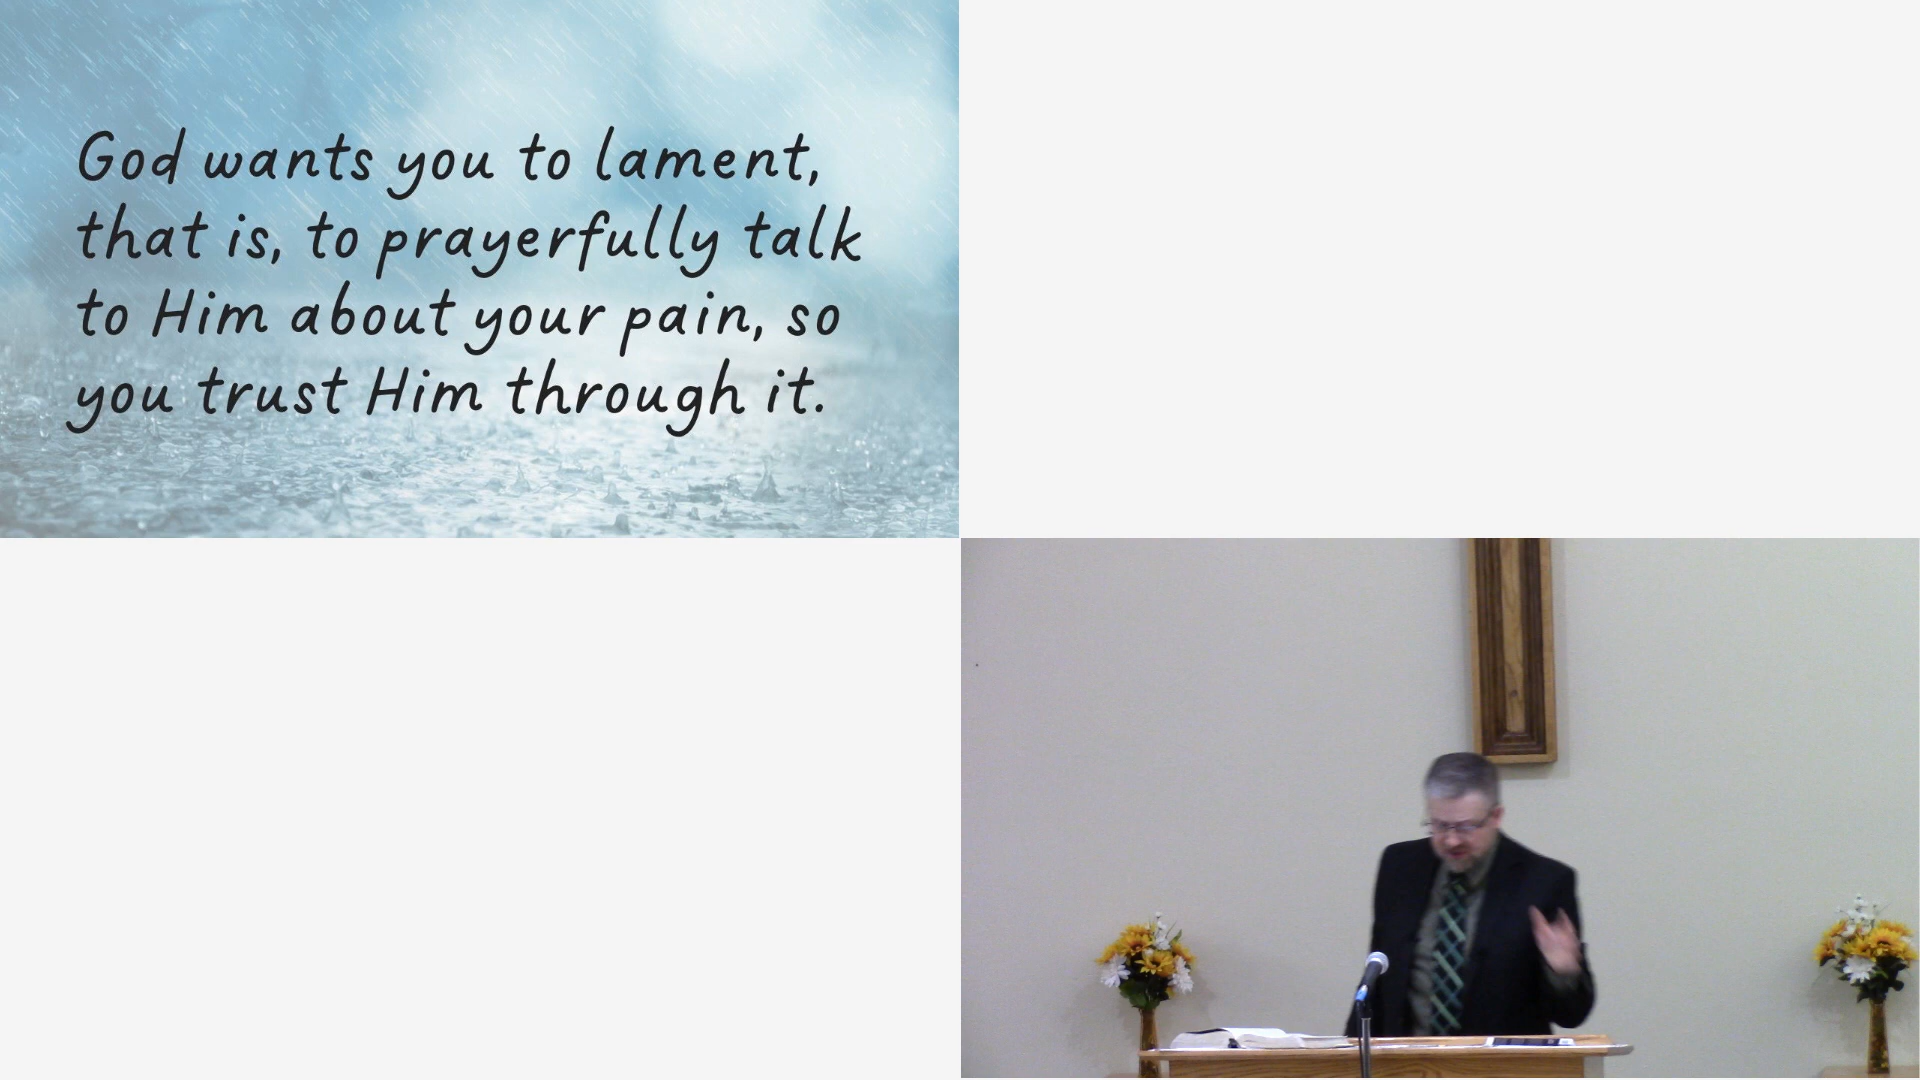 God wants you to lament,
that is, to prayerfully talk
to Him about your pain, so
you trust Him through it.